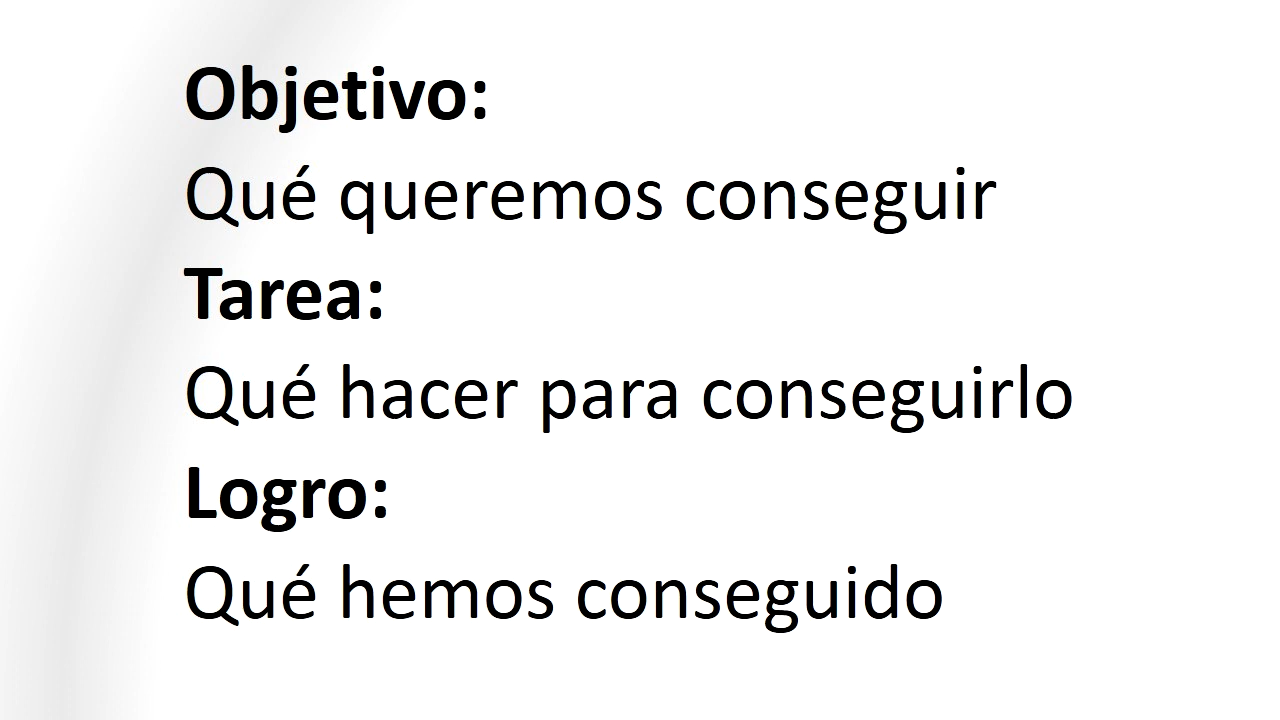 Objetivo:
Qué queremos conseguir
Tarea:
Qué hacer para conseguirlo
Logro:
Qué hemos conseguido